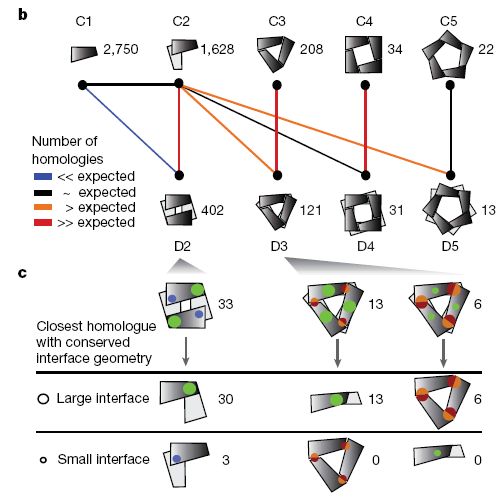 b
C1 C2 C3 C4 C5
2,750 1,628 208 34 22
Number of
homologies
<< expected
~ expected
> expected
>> expected
402 121 31 13
D2 D3 D4 D5
c
33 13 6
Closest homologue
with conserved
interface geometry
Large interface 30 13 6
Small interface 3 0 0